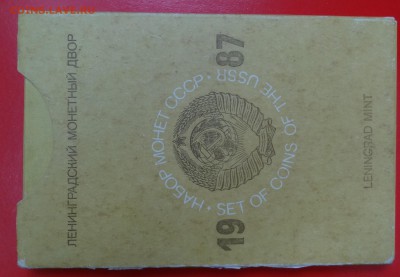 ЛЕНИНГРАДСКИЙ МОНЕТНЫЙ ДВОР
НАБОР МОНЕТ СССР · SET OF COINS OF THE USSR ·
19 87
LENINGRAD MINT